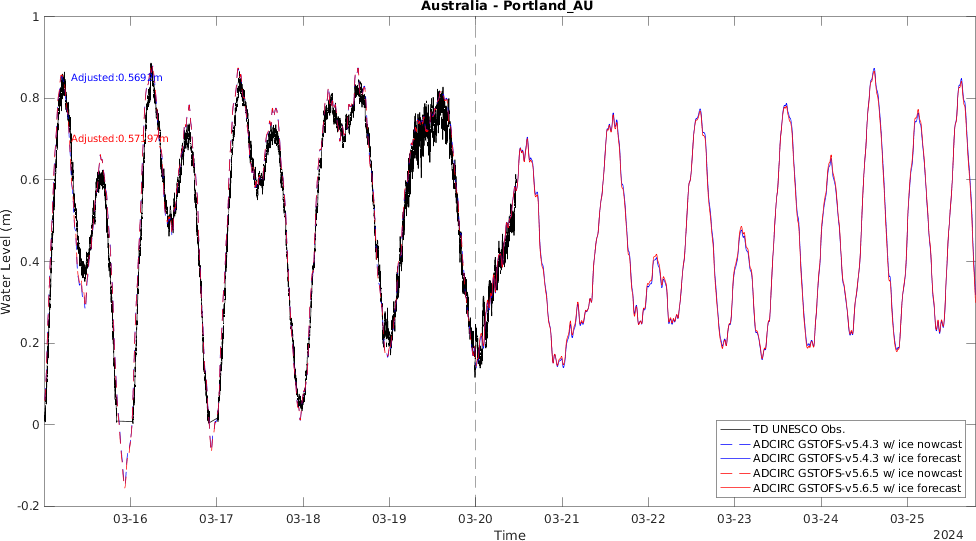 Australia - Portland_AU
1
0.8
0.6
0.4
0.2
0
-0.2
Water Level (m)
Adjusted:0.5692m
03-16
03-17
03-18
03-19
03-20
03-21
03-22
03-23
03-24
03-25
Time
2024
TD UNESCO Obs.
ADCIRC GSTOFS-v5.4.3 w/ ice nowcast
ADCIRC GSTOFS-v5.4.3 w/ ice forecast
ADCIRC GSTOFS-v5.6.5 w/ ice nowcast
ADCIRC GSTOFS-v5.6.5 w/ ice forecast